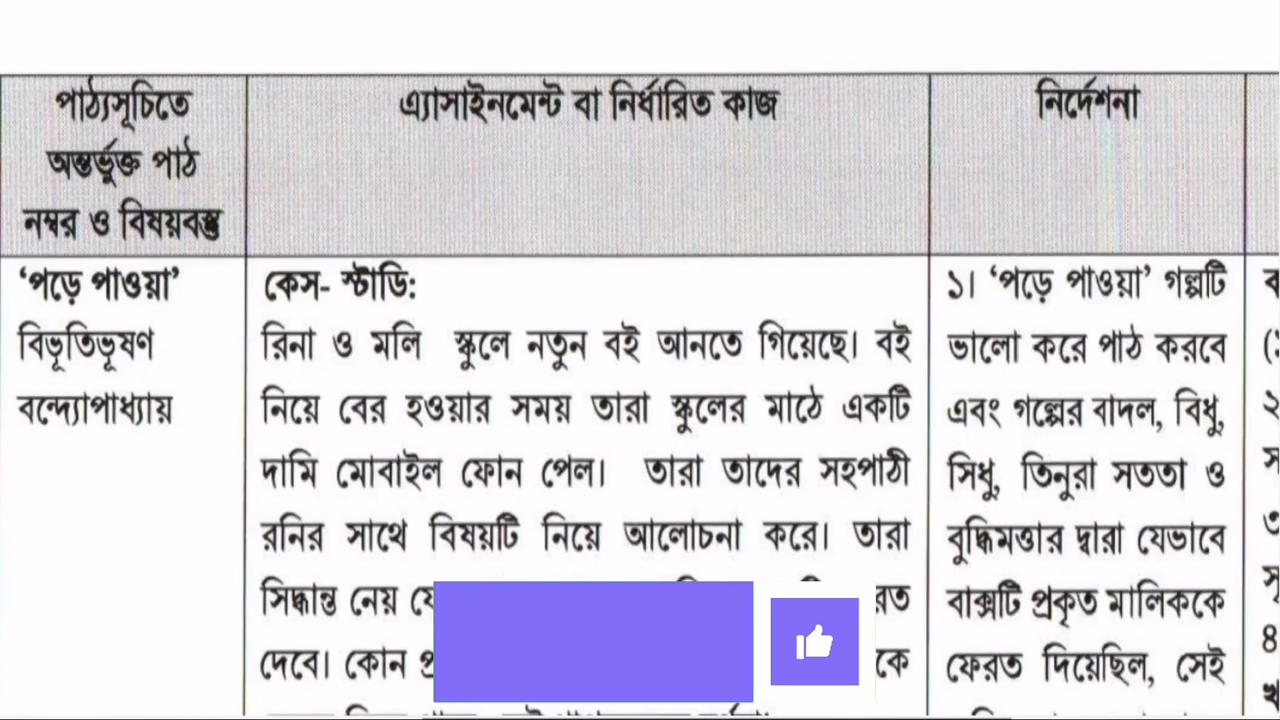 পাঠ্যসূচিতে
অন্তর্ভুক্ত পাঠ
নম্বর ও বিষয়বস্তু
এ্যাসাইনমেন্ট বা নির্ধারিত কাজ
নির্দেশনা
‘পড়ে পাওয়া’
বিভূতিভূষণ
বন্দ্যোপাধ্যায়
কেস- স্টাডি:
রিনা ও মলি স্কুলে নতুন বই আনতে গিয়েছে। বই
নিয়ে বের হওয়ার সময় তারা স্কুলের মাঠে একটি
দামি মোবাইল ফোন পেল। তারা তাদের সহপাঠী
রনির সাথে বিষয়টি নিয়ে আলোচনা করে। তারা
সিদ্ধান্ত নেয়
দেবে। কোন
১। ‘পড়ে পাওয়া’ গল্পটি
ভালো করে পাঠ করবে
এবং গল্পের বাদল, বিধু,
সিধু, তিনুরা সততা ও
বুদ্ধিমত্তার দ্বারা যেভাবে
বাক্সটি প্রকৃত মালিককে
ফেরত দিয়েছিল, সেই